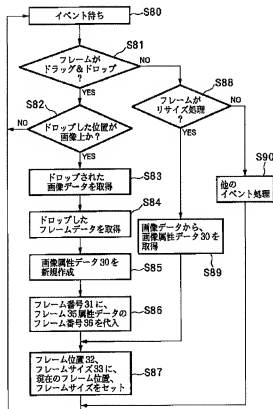 イベント待ち
S80
S81
フレームが
ドラッグ&ドロップ
?
NO
YES
S82
ドロップした位置が
画像上か?
NO
YES
S83
ドロップされた
画像データを取得
S84
ドロップした
フレームデータを取得
S85
画像属性データ30を
新規作成
S86
フレーム番号31に、
フレーム35属性データの
フレーム番号36を代入
S87
フレーム位置32、
フレームサイズ33に、
現在のフレーム位置、
フレームサイズをセット
S88
フレームが
リサイズ処理
?
NO
YES
画像データから、
画像属性データ30を
取得
S89
S90
他の
イベント処理